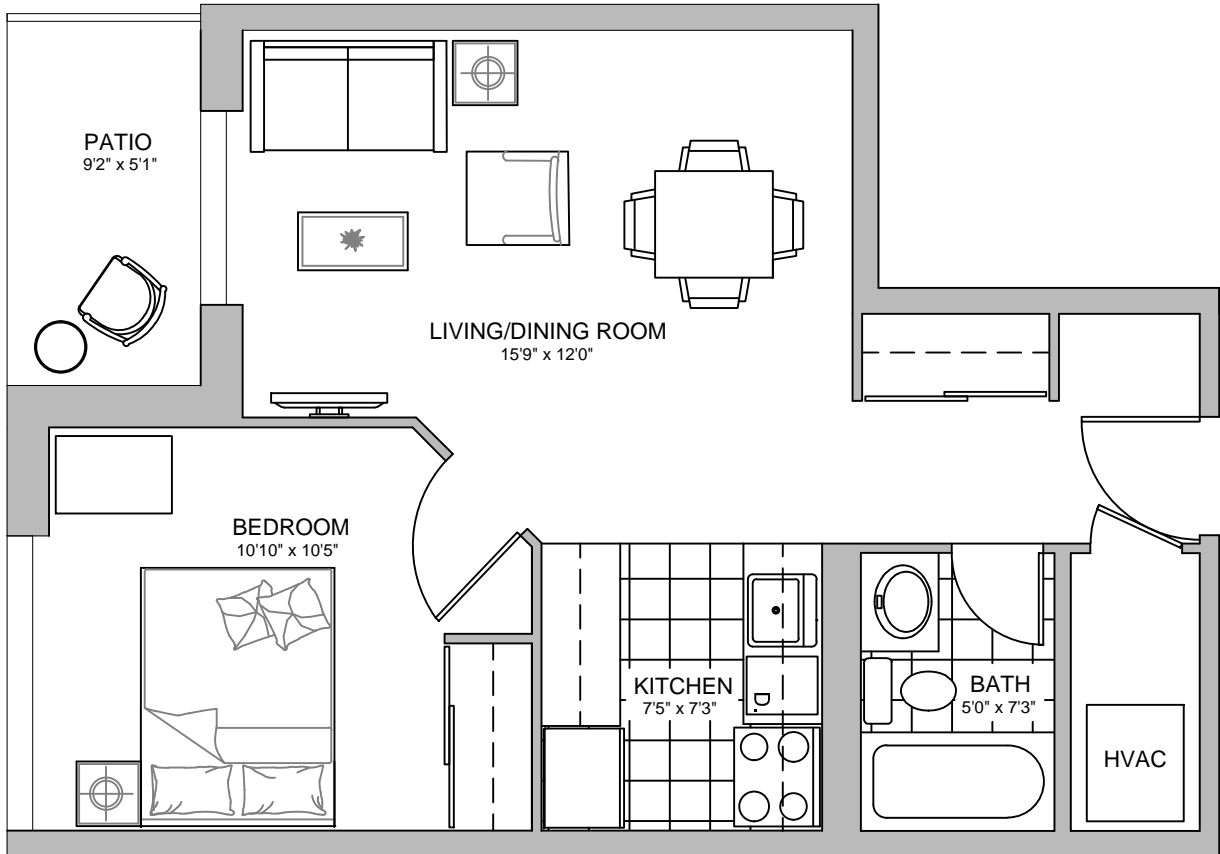 PATIO
9'2" x 5'1"
LIVING/DINING ROOM
15'9" x 12'0"
BEDROOM
10'10" x 10'5"
KITCHEN
7'5" x 7'3"
D
BATH
5'0" x 7'3"
HVAC